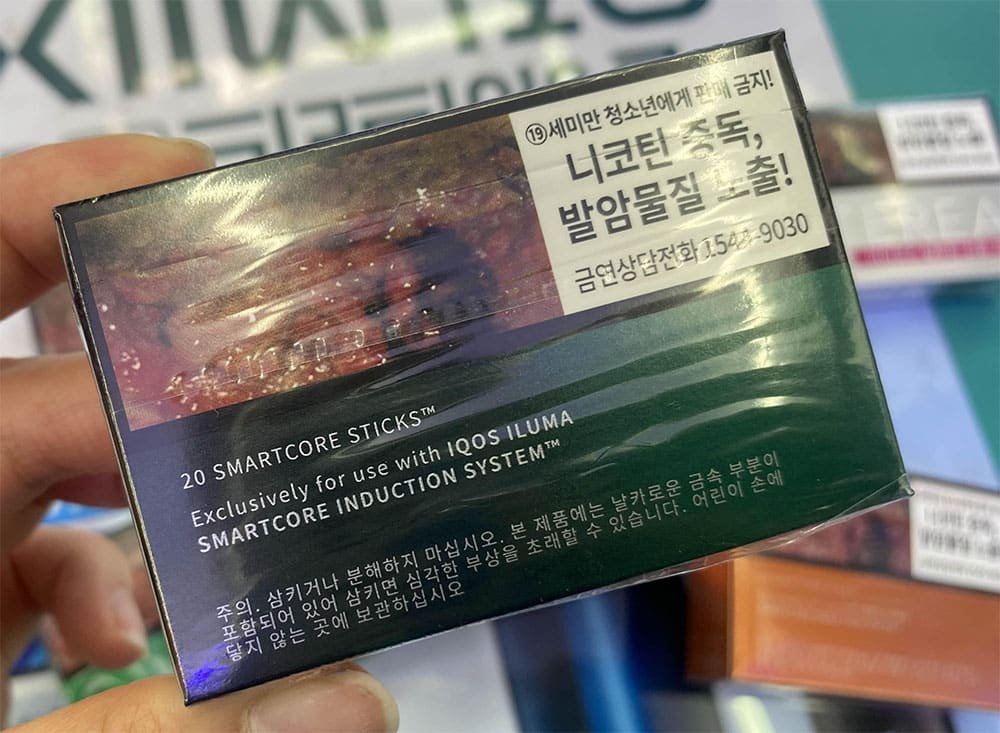 ⑲세미만 청소년에게 판매 금지!
니코틴 중독,
발암물질 노출!
금연상담전화 1544-9030
20 SMARTCORE STICKS™
Exclusively for use with IQOS ILUMA
SMARTCORE INDUCTION SYSTEM™
주의. 삼키거나 분해하지 마십시오. 본 제품에는 날카로운 금속 부분이
포함되어 있어 삼키면 심각한 부상을 초래할 수 있습니다. 어린이 손에
닿지 않는 곳에 보관하십시오